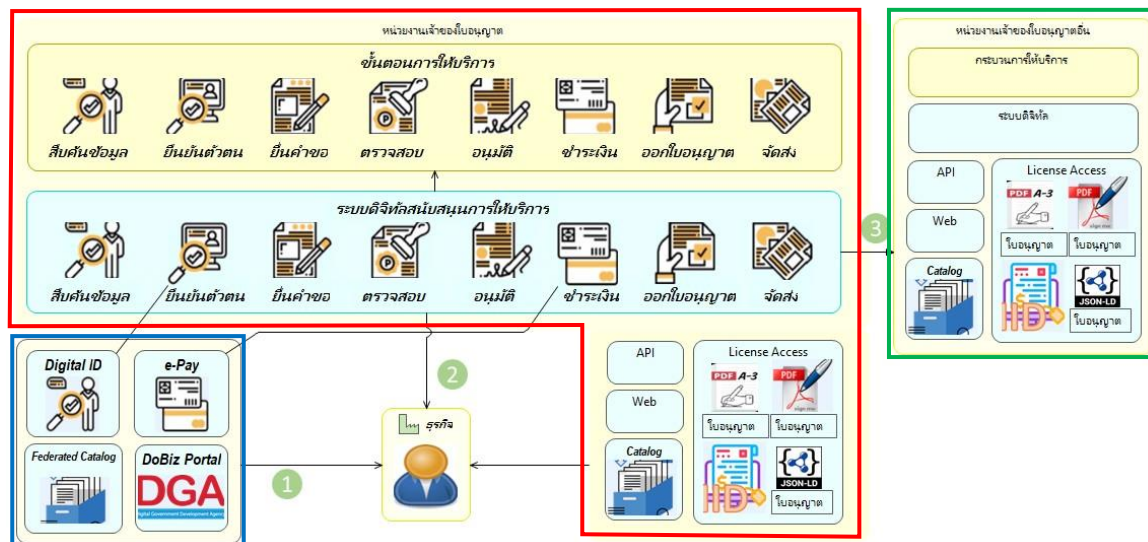 หน่วยงานเจ้าของใบอนุญาต
ขั้นตอนการให้บริการ
สืบค้นข้อมูล
ยืนยันตัวตน
ยื่นคำขอ
ตรวจสอบ
อนุมัติ
ชำระเงิน
ออกใบอนุญาต
จัดส่ง
ระบบดิจิทัลสนับสนุนการให้บริการ
สืบค้นข้อมูล
ยืนยันตัวตน
ยื่นคำขอ
ตรวจสอบ
อนุมัติ
ชำระเงิน
ออกใบอนุญาต
จัดส่ง
3
หน่วยงานเจ้าของใบอนุญาตอื่น
กระบวนการให้บริการ
ระบบดิจิทัล
API
Web
Catalog
License Access
PDF A-3
PDF
ใบอนุญาต
ใบอนุญาต
JSON-LD
ใบอนุญาต
Digital ID
e-Pay
Federated Catalog
DoBiz Portal
DGA
Digital Government Development Agency
1
2
ธุรกิจ
API
Web
Catalog
License Access
PDF A-3
PDF
ใบอนุญาต
ใบอนุญาต
JSON-LD
ใบอนุญาต